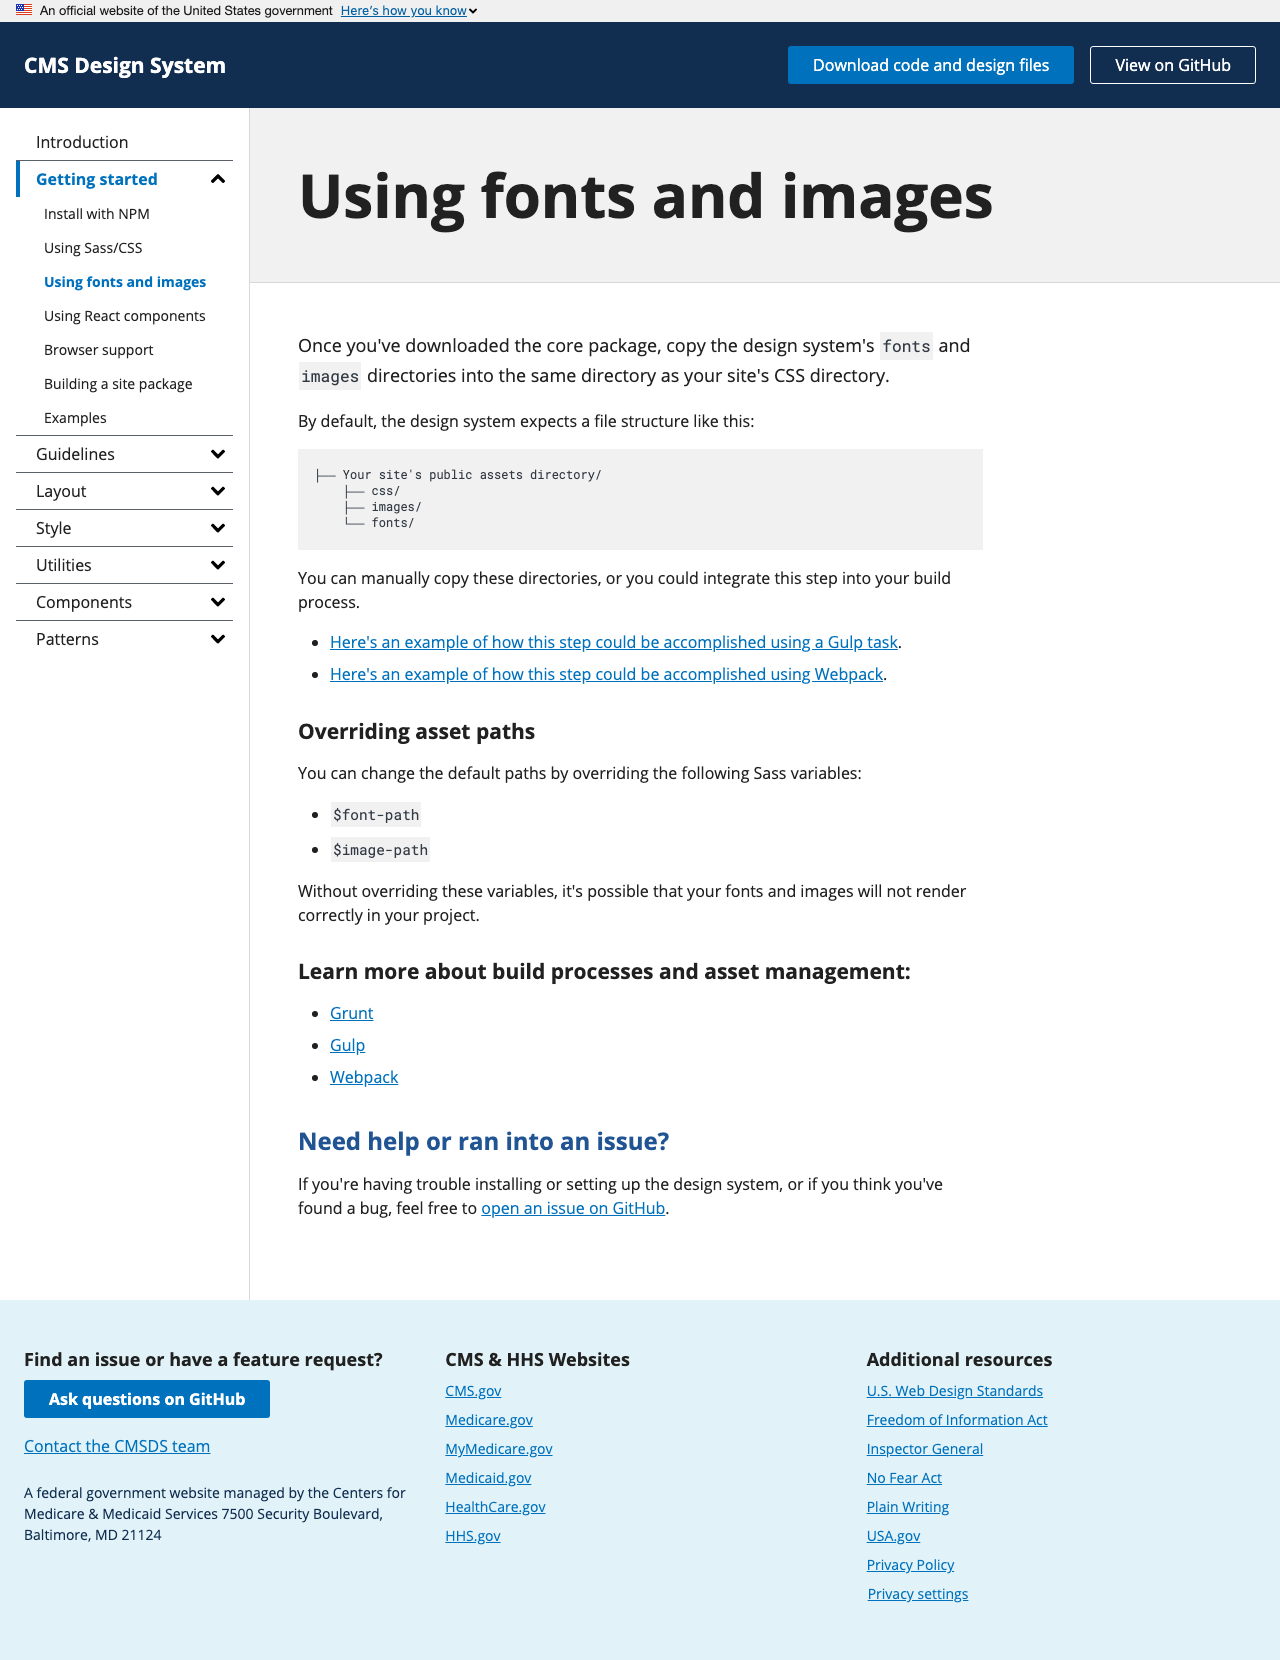 An official website of the United States government Here's how you know
CMS Design System
Download code and design files
View on GitHub
Introduction
Getting started
Install with NPM
Using Sass/CSS
Using fonts and images
Using React components
Browser support
Building a site package
Examples
Guidelines
Layout
Style
Utilities
Components
Patterns
Using fonts and images
Once you've downloaded the core package, copy the design system's fonts and
images directories into the same directory as your site's CSS directory.
By default, the design system expects a file structure like this:
├── Your site's public assets directory/
    ├── css/
    ├── images/
    └── fonts/
You can manually copy these directories, or you could integrate this step into your build
process.
• Here's an example of how this step could be accomplished using a Gulp task.
• Here's an example of how this step could be accomplished using Webpack.
Overriding asset paths
You can change the default paths by overriding the following Sass variables:
• $font-path
• $image-path
Without overriding these variables, it's possible that your fonts and images will not render
correctly in your project.
Learn more about build processes and asset management:
• Grunt
• Gulp
• Webpack
Need help or ran into an issue?
If you're having trouble installing or setting up the design system, or if you think you've
found a bug, feel free to open an issue on GitHub.
Find an issue or have a feature request?
Ask questions on GitHub
Contact the CMSDS team
A federal government website managed by the Centers for
Medicare & Medicaid Services 7500 Security Boulevard,
Baltimore, MD 21124
CMS & HHS Websites
CMS.gov
Medicare.gov
MyMedicare.gov
Medicaid.gov
HealthCare.gov
HHS.gov
Additional resources
U.S. Web Design Standards
Freedom of Information Act
Inspector General
No Fear Act
Plain Writing
USA.gov
Privacy Policy
Privacy settings